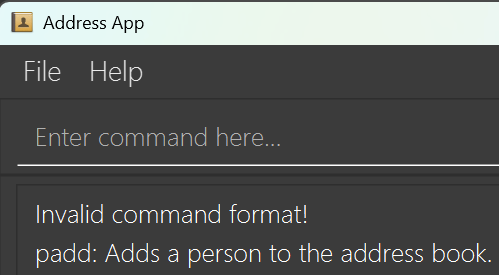 Address App
File Help
Enter command here...
Invalid command format!
padd: Adds a person to the address book.